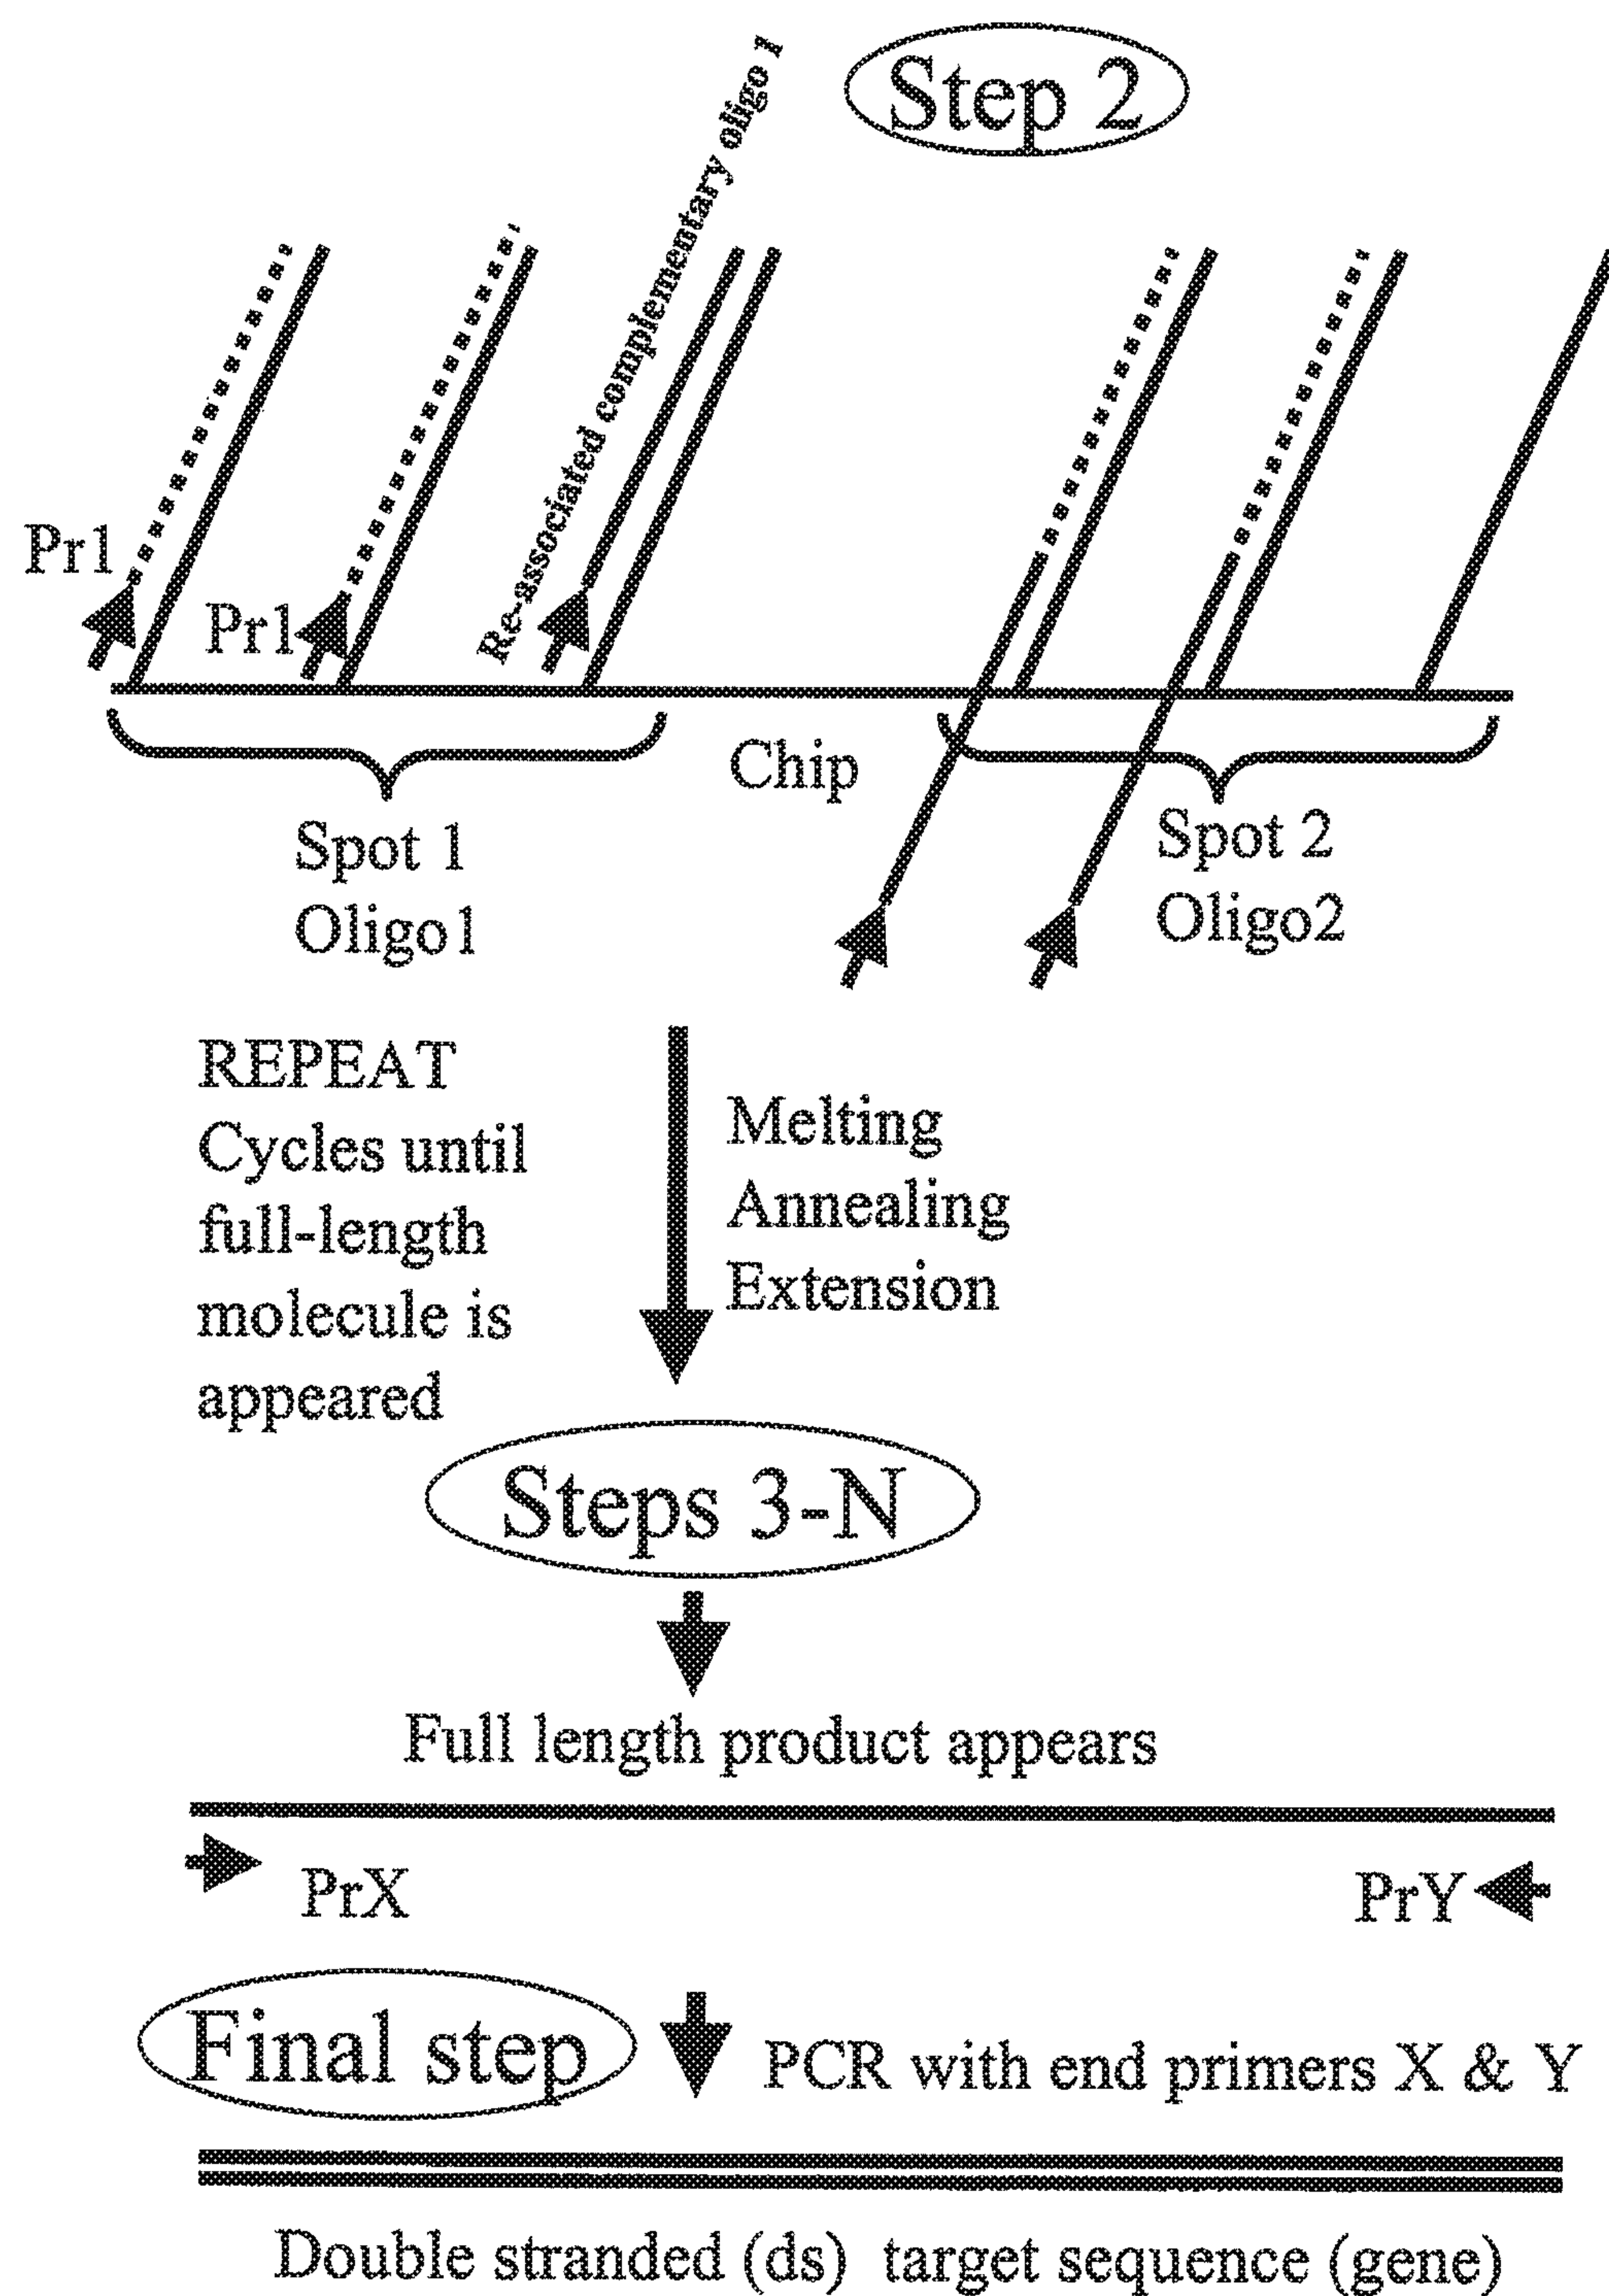 Step 2
Re-associated complementary oligo 1
Pr1
Pr1
Chip
Spot 1
Oligo1
Spot 2
Oligo2
REPEAT
Cycles until
full-length
molecule is
appeared
Melting
Annealing
Extension
Steps 3-N
Full length product appears
PrX
PrY
Final step
PCR with end primers X & Y
Double stranded (ds) target sequence (gene)